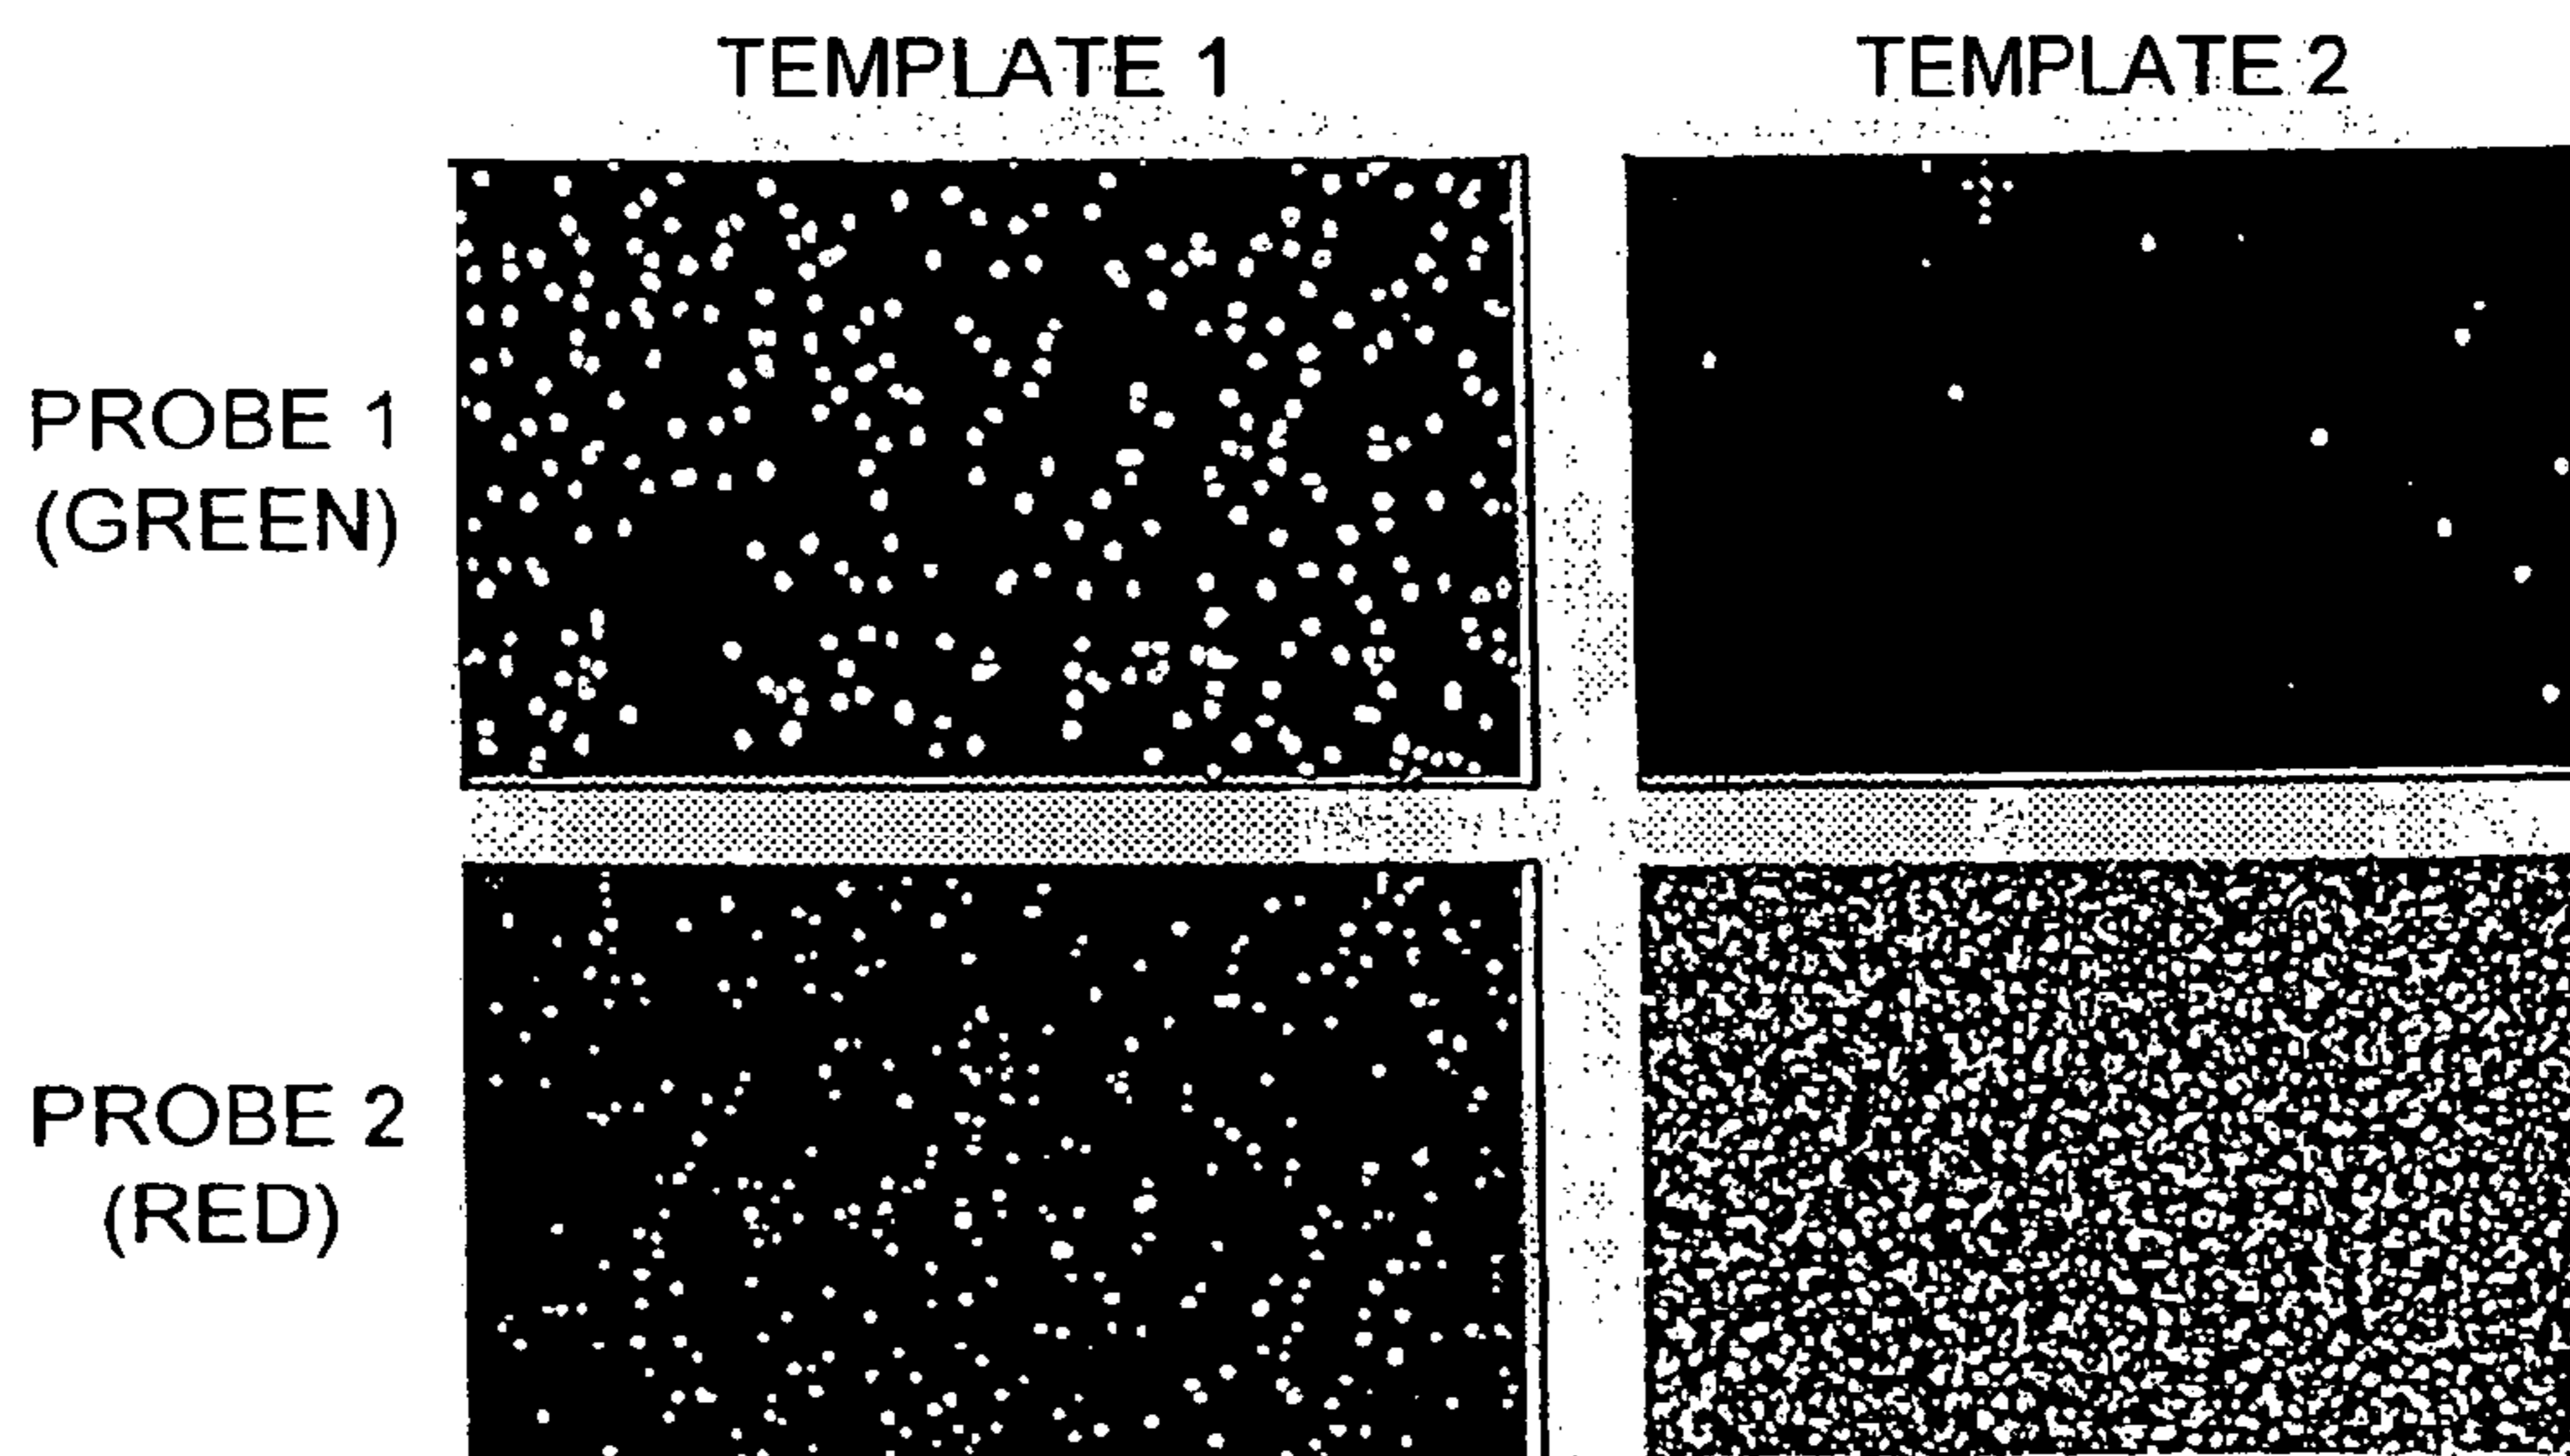 TEMPLATE 1
TEMPLATE 2
PROBE 1
(GREEN)
PROBE 2
(RED)